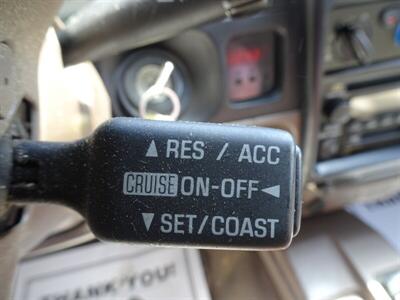 ▲ RES / ACC
CRUISE ON-OFF ◄
▼ SET/COAST
THANK YOU!